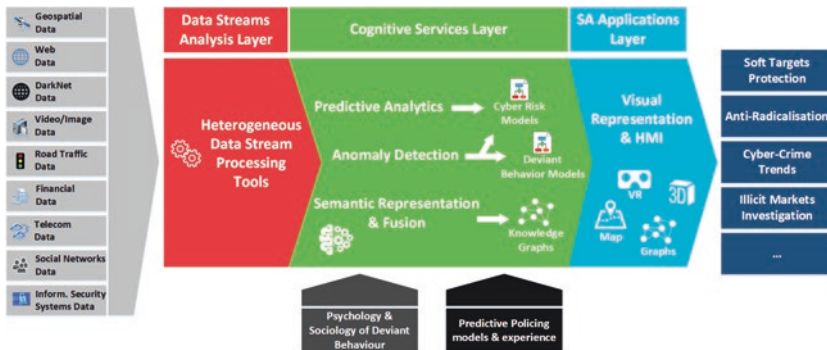 Geospatial
Data
Web
Data
DarkNet
Data
Video/Image
Data
Road Traffic
Data
Financial
Data
Telecom
Data
Social Networks
Data
Inform. Security
Systems Data
Data Streams
Analysis Layer
Cognitive Services Layer
SA Applications
Layer
Heterogeneous
Data Stream
Processing
Tools
Predictive Analytics
Cyber Risk
Models
Anomaly Detection
Deviant
Behavior Models
Semantic Representation
& Fusion
Knowledge
Graphs
Visual
Representation
& HMI
VR
3D
Map
Graphs
Soft Targets
Protection
Anti-Radicalisation
Cyber-Crime
Trends
Illicit Markets
Investigation
...
Psychology &
Sociology of Deviant
Behaviour
Predictive Policing
models & experience